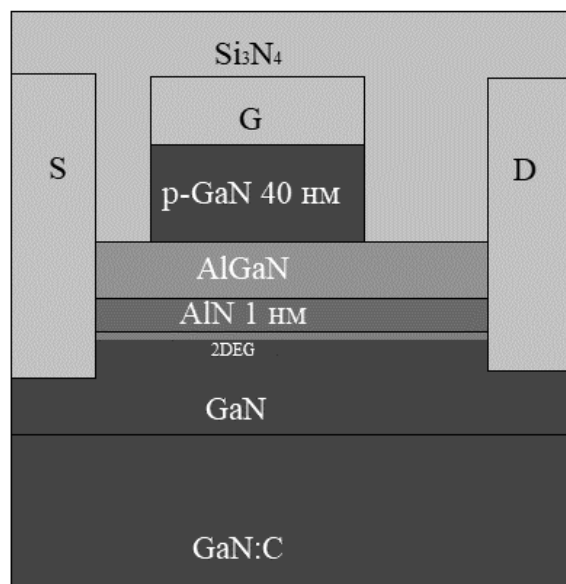 Si₃N₄
G
S
D
p-GaN 40 нм
AlGaN
AlN 1 нм
2DEG
GaN
GaN:C